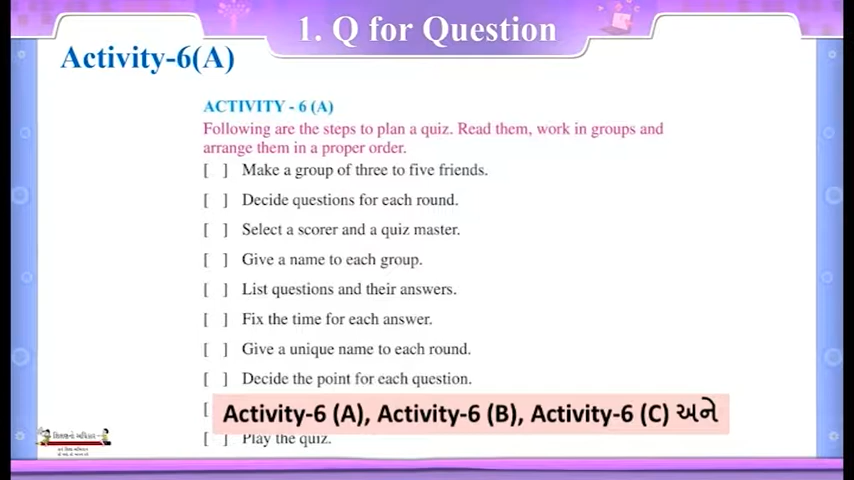 1. Q for Question
Activity-6(A)
ACTIVITY - 6 (A)
Following are the steps to plan a quiz. Read them, work in groups and
arrange them in a proper order.
[ ] Make a group of three to five friends.
[ ] Decide questions for each round.
[ ] Select a scorer and a quiz master.
[ ] Give a name to each group.
[ ] List questions and their answers.
[ ] Fix the time for each answer.
[ ] Give a unique name to each round.
[ ] Decide the point for each question.
[
Activity-6 (A), Activity-6 (B), Activity-6 (C) અને
[ ] Play the quiz.